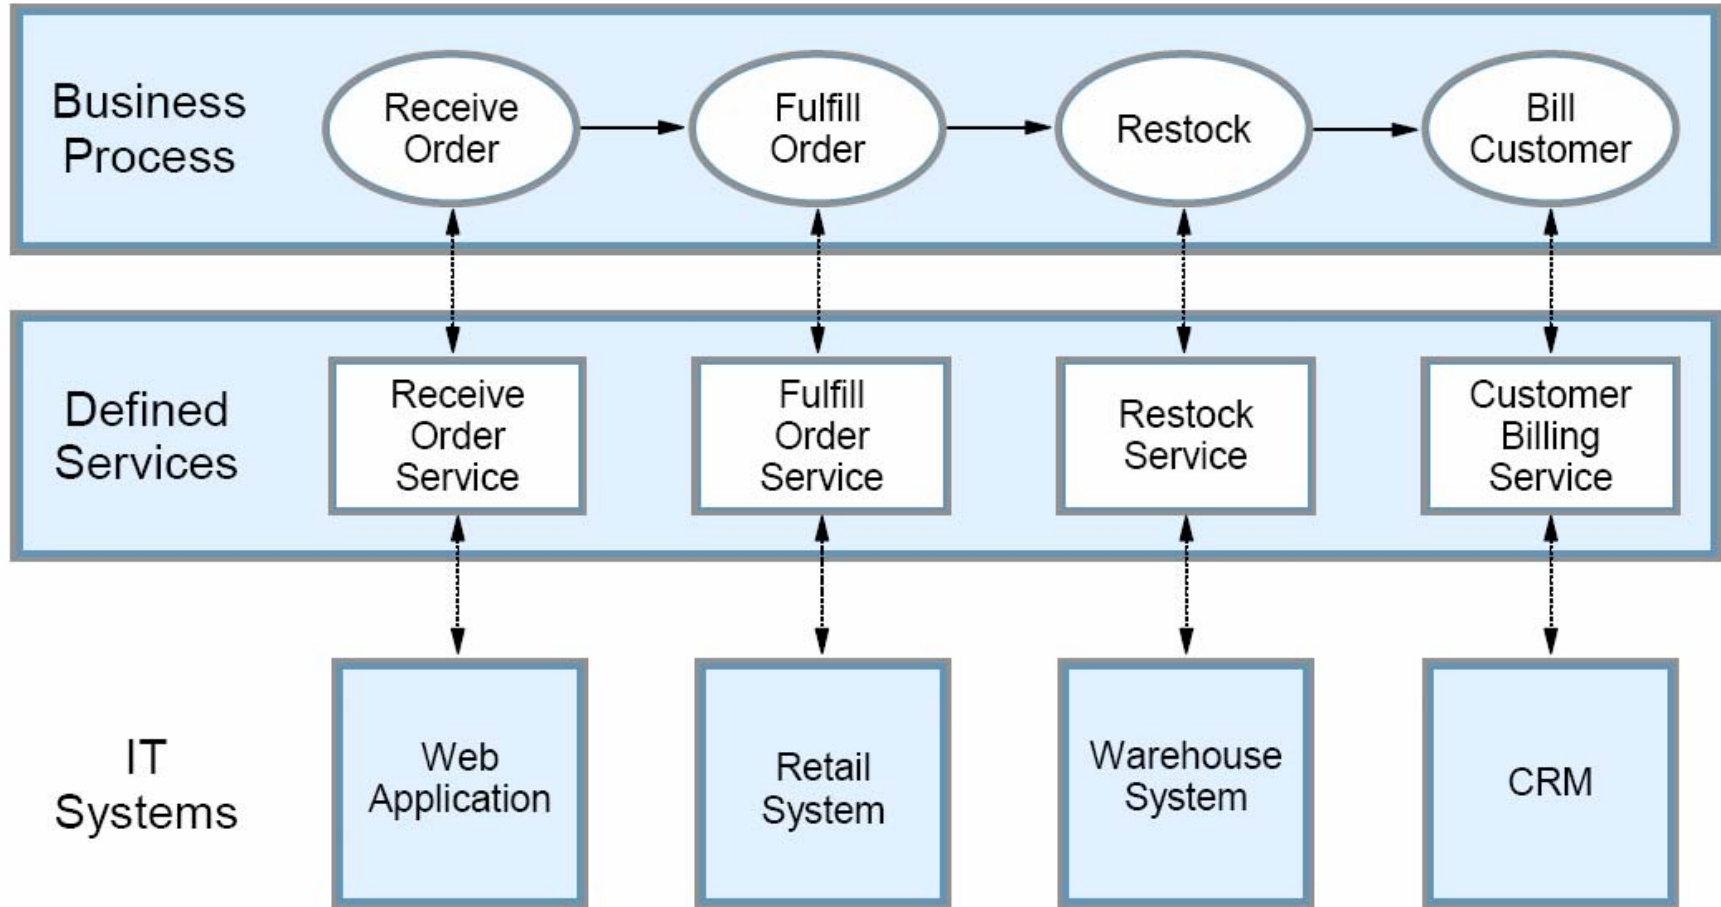 Business
Process
Receive
Order
Fulfill
Order
Restock
Bill
Customer
Defined
Services
Receive
Order
Service
Fulfill
Order
Service
Restock
Service
Customer
Billing
Service
IT
Systems
Web
Application
Retail
System
Warehouse
System
CRM